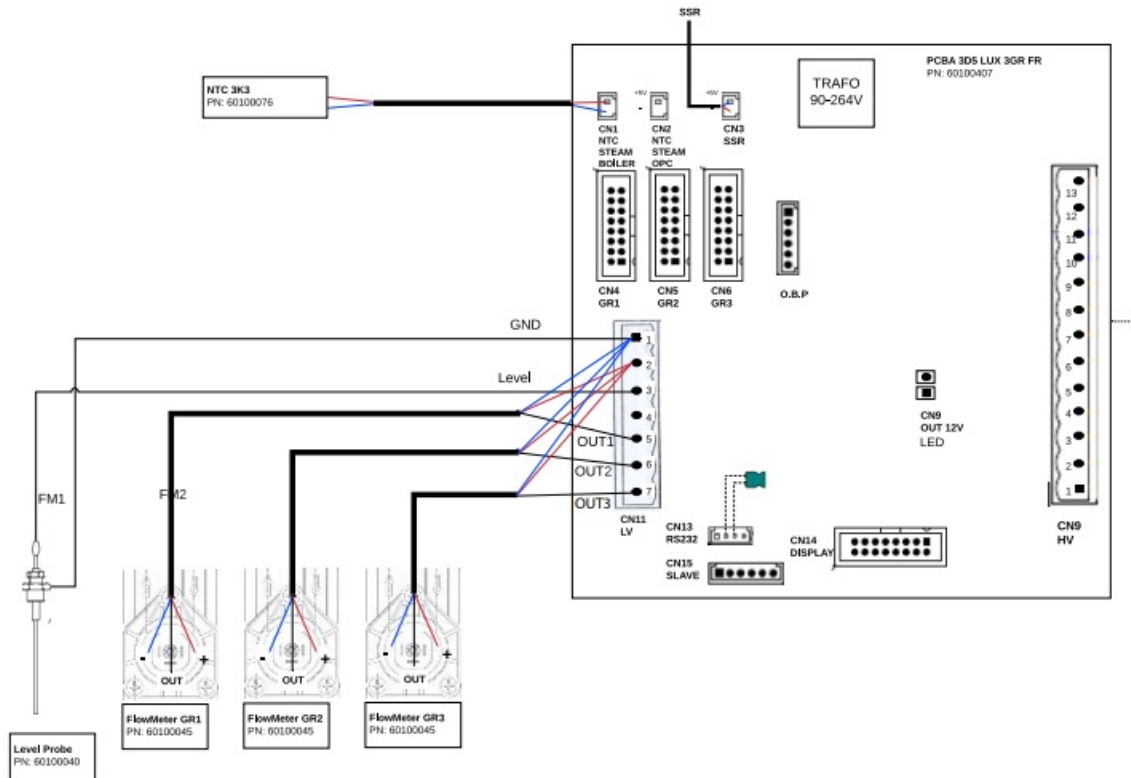 SSR
PCBA 3D5 LUX 3GR FR
PN: 60100407
TRAFO
90-264V
NTC 3K3
PN: 60100076
+5V
-
+5V
-
CN1
NTC
STEAM
BOILER
CN2
NTC
STEAM
OPC
CN3
SSR
CN4
GR1
CN5
GR2
CN6
GR3
O.B.P
13
12
11
10
9
8
7
6
5
4
3
2
1
CN9
HV
GND
Level
1
2
3
4
5
6
7
OUT1
OUT2
OUT3
CN11
LV
CN9
OUT 12V
LED
CN13
RS232
CN14
DISPLAY
CN15
SLAVE
FM1
FM2
- +
OUT
- +
OUT
- +
OUT
FlowMeter GR1
PN: 60100045
FlowMeter GR2
PN: 60100045
FlowMeter GR3
PN: 60100045
Level Probe
PN: 60100040